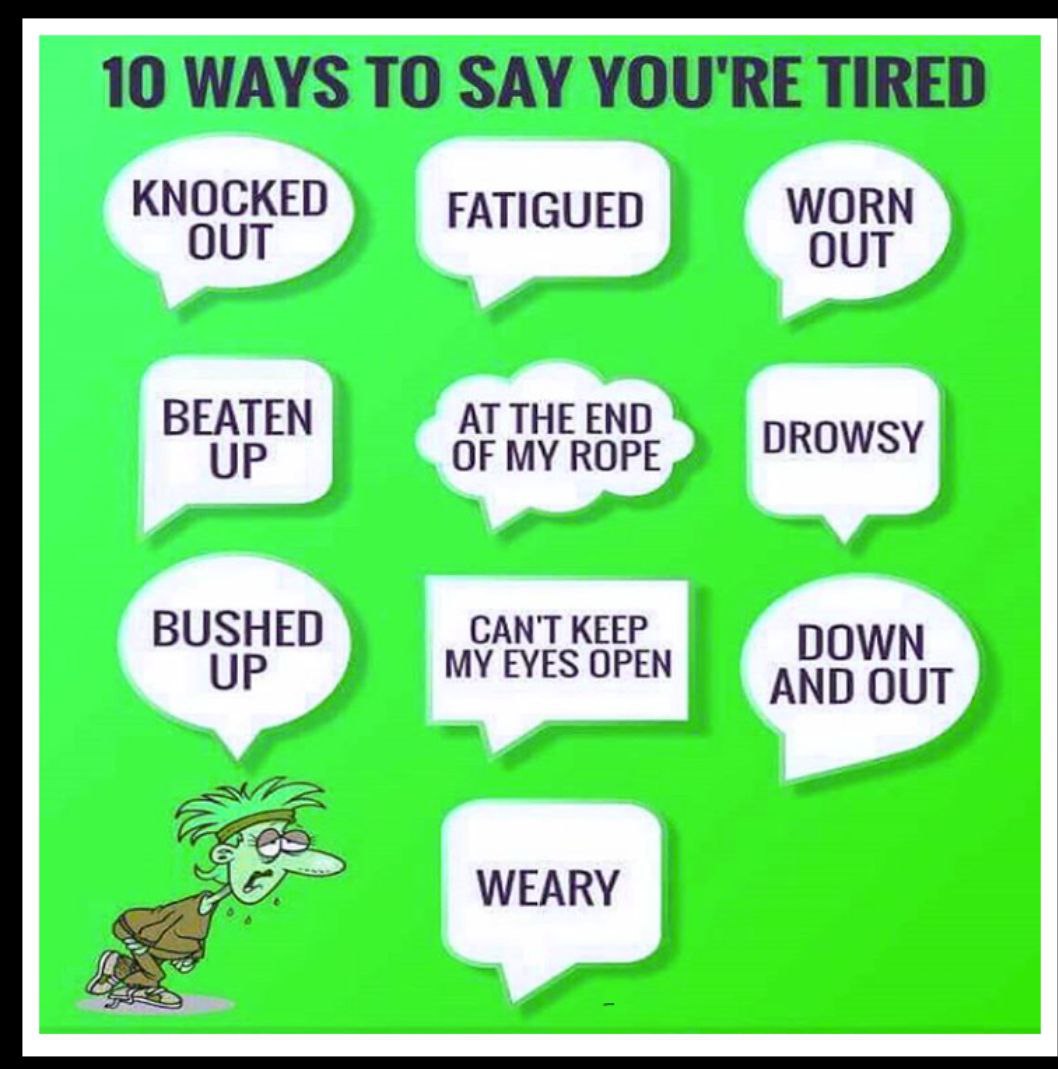 10 WAYS TO SAY YOU'RE TIRED
KNOCKED
OUT
FATIGUED
WORN
OUT
BEATEN
UP
AT THE END
OF MY ROPE
DROWSY
BUSHED
UP
CAN'T KEEP
MY EYES OPEN
DOWN
AND OUT
WEARY